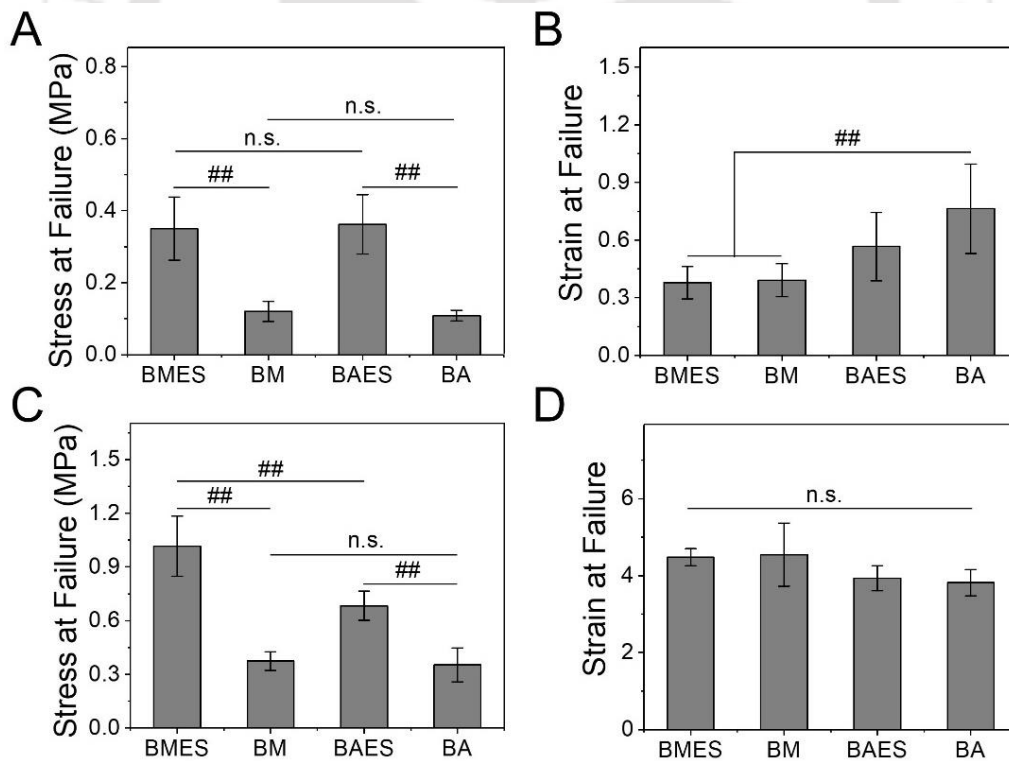 A
Stress at Failure (MPa)
0.8
0.6
0.4
0.2
0.0
n.s.
n.s.
##
##
BMES BM BAES BA
B
Strain at Failure
1.5
1.2
0.9
0.6
0.3
0.0
##
BMES BM BAES BA
C
Stress at Failure (MPa)
1.5
1.2
0.9
0.6
0.3
0.0
##
##
n.s.
##
BMES BM BAES BA
D
Strain at Failure
6
4
2
0
n.s.
BMES BM BAES BA